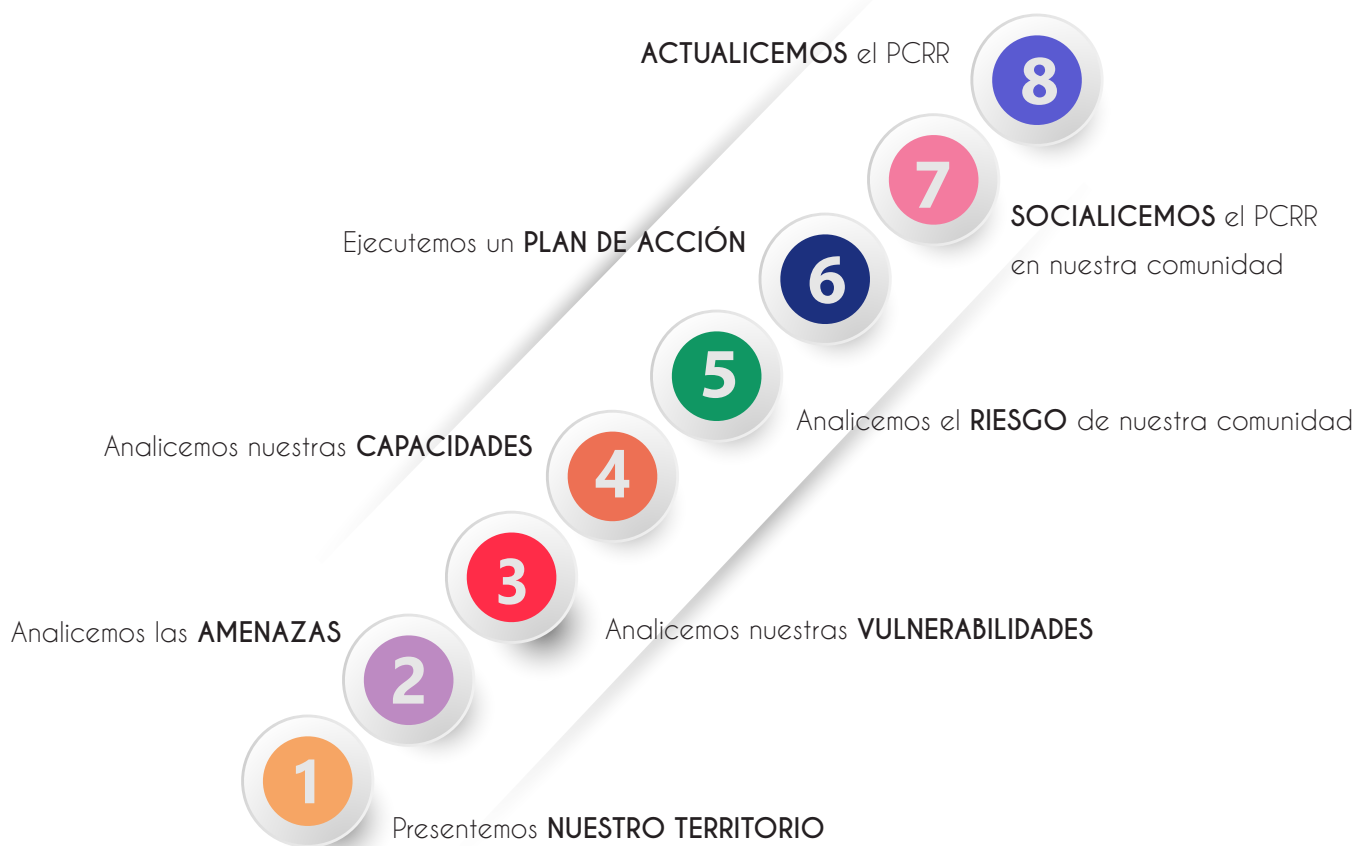 ACTUALICEMOS el PCRR
8
7
SOCIALICEMOS el PCRR
en nuestra comunidad
Ejecutemos un PLAN DE ACCIÓN
6
5
Analicemos el RIESGO de nuestra comunidad
Analicemos nuestras CAPACIDADES
4
3
Analicemos nuestras VULNERABILIDADES
Analicemos las AMENAZAS
2
1
Presentemos NUESTRO TERRITORIO